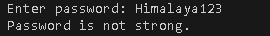 Enter password: Himalaya123
Password is not strong.